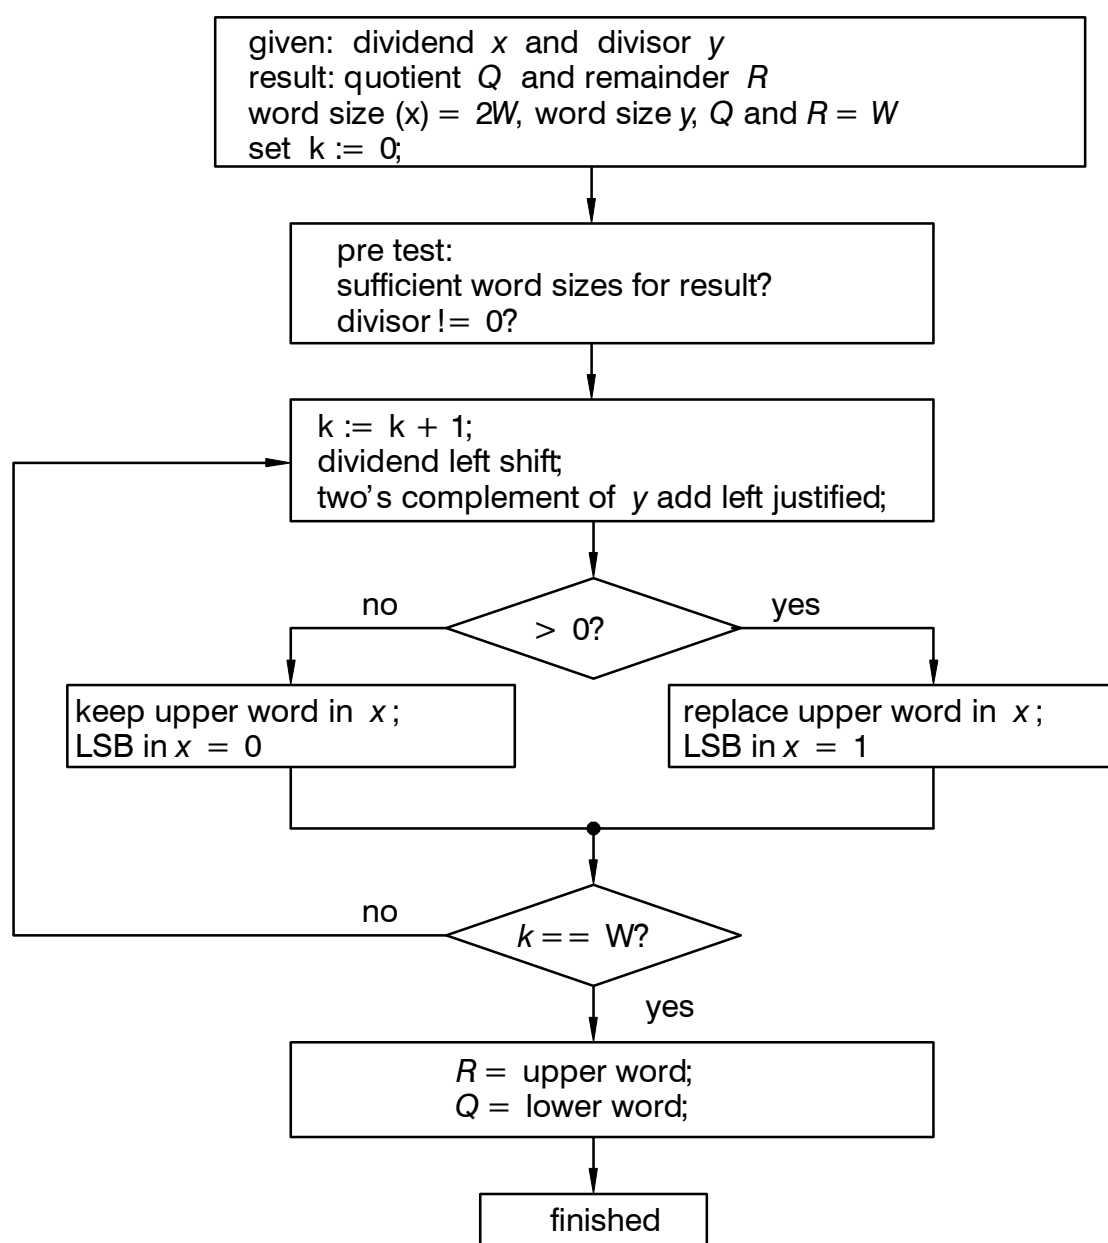 given: dividend x and divisor y
result: quotient Q and remainder R
word size (x) = 2W, word size y, Q and R = W
set k := 0;
pre test:
sufficient word sizes for result?
divisor != 0?
k := k + 1;
dividend left shift;
two's complement of y add left justified;
> 0?
no
yes
keep upper word in x ;
LSB in x = 0
replace upper word in x ;
LSB in x = 1
k == W?
no
yes
R = upper word;
Q = lower word;
finished